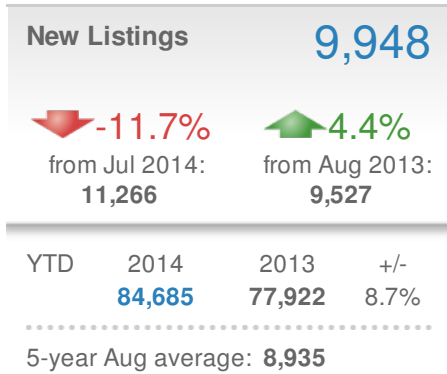 New Listings 9,948
-11.7% 4.4%
from Jul 2014: from Aug 2013:
11,266 9,527
YTD 2014 2013 +/-
84,685 77,922 8.7%
5-year Aug average: 8,935